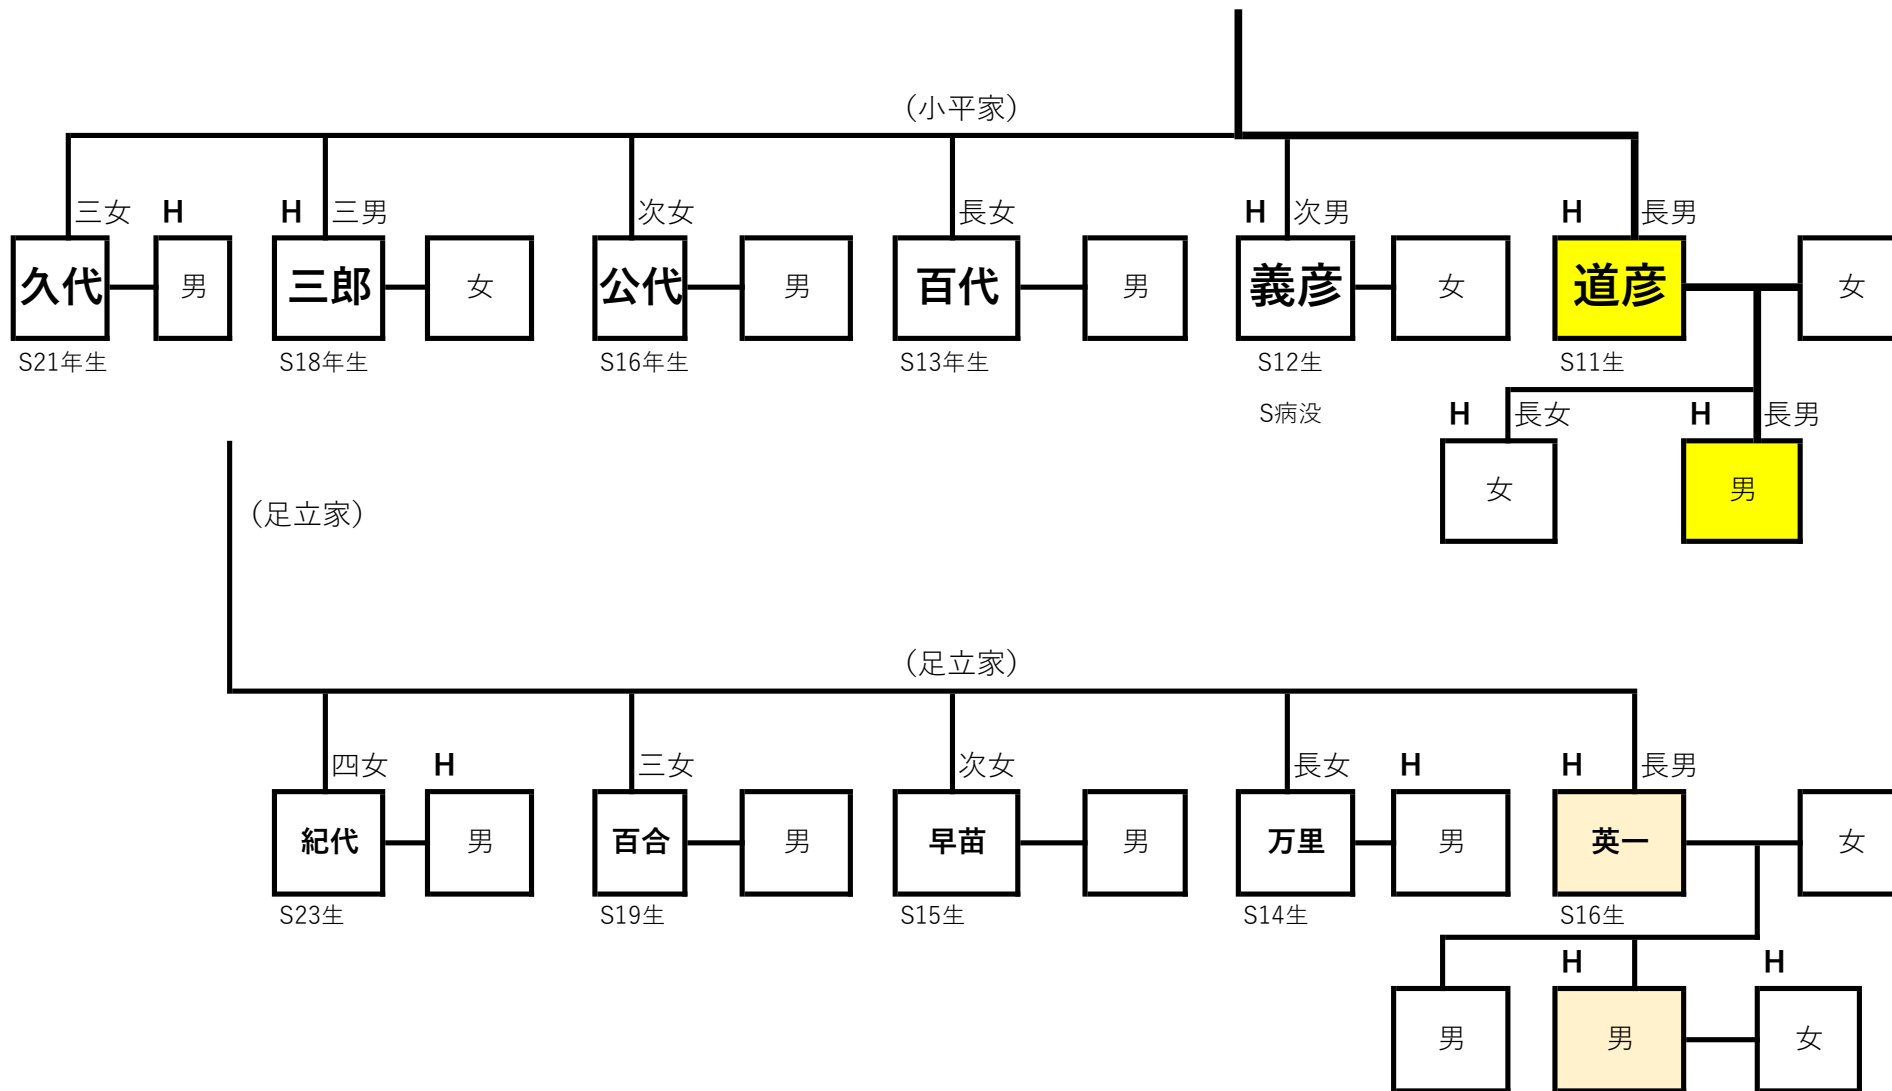 （小平家）
三女 H H 三男 次女 長女 H 次男 H 長男
久代 男 三郎 女 公代 男 百代 男 義彦 女 道彦 女
S21年生 S18年生 S16年生 S13年生 S12生 S11生
S病没 H 長女 H 長男
女 男
（足立家）
（足立家）
四女 H 三女 次女 長女 H H 長男
紀代 男 百合 男 早苗 男 万里 男 英一 女
S23生 S19生 S15生 S14生 S16生
H H
男 男 女